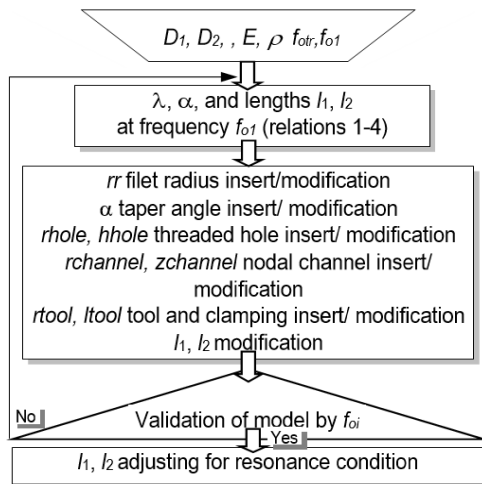 D1, D2, , E, ρ fotr,fo1
λ, α, and lengths l1, l2
at frequency fo1 (relations 1-4)
rr filet radius insert/modification
α taper angle insert/ modification
rhole, hhole threaded hole insert/ modification
rchannel, zchannel nodal channel insert/
modification
rtool, ltool tool and clamping insert/ modification
l1, l2 modification
No
Validation of model by foi
Yes
l1, l2 adjusting for resonance condition